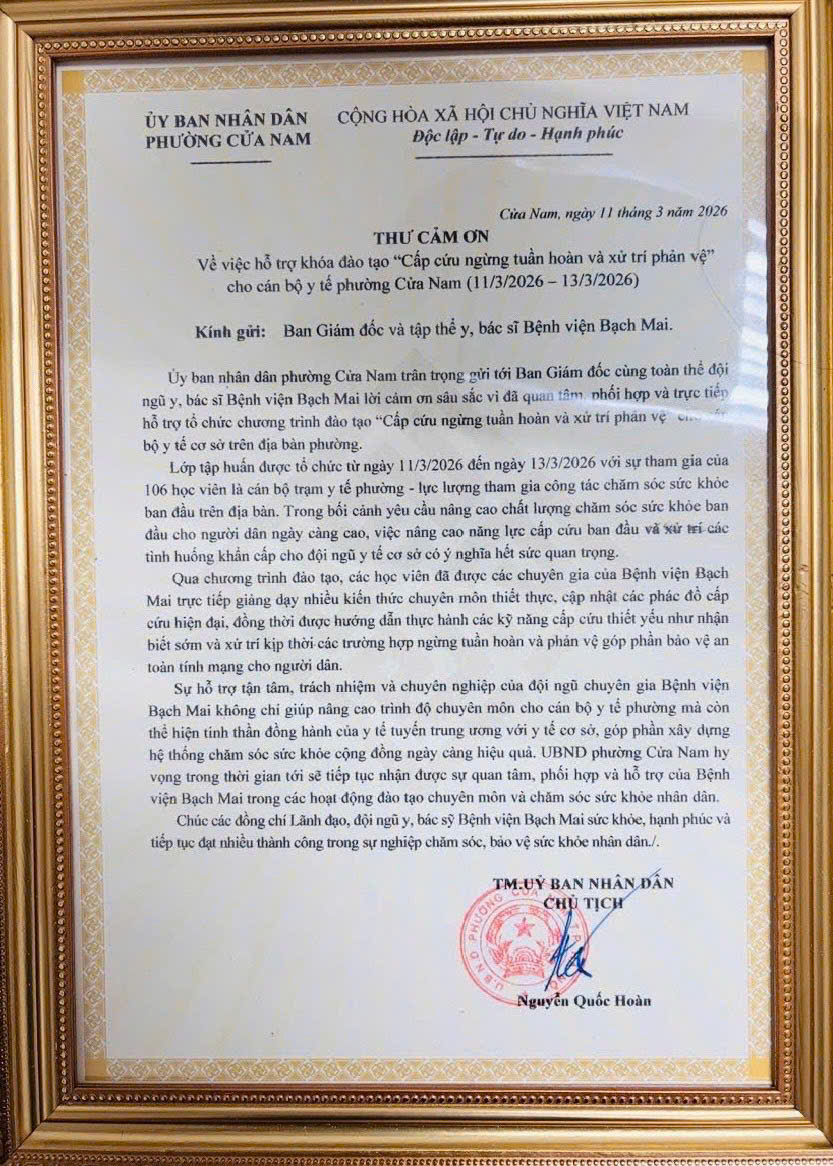 ỦY BAN NHÂN DÂN
PHƯỜNG CỬA NAM
CỘNG HÒA XÃ HỘI CHỦ NGHĨA VIỆT NAM
Độc lập - Tự do - Hạnh phúc
Cửa Nam, ngày 11 tháng 3 năm 2026
THƯ CẢM ƠN
Về việc hỗ trợ khóa đào tạo “Cấp cứu ngừng tuần hoàn và xử trí phản vệ”
cho cán bộ y tế phường Cửa Nam (11/3/2026 – 13/3/2026)
Kính gửi: Ban Giám đốc và tập thể y, bác sĩ Bệnh viện Bạch Mai.
Ủy ban nhân dân phường Cửa Nam trân trọng gửi tới Ban Giám đốc cùng toàn thể đội
ngũ y, bác sĩ Bệnh viện Bạch Mai lời cảm ơn sâu sắc vì đã quan tâm, phối hợp và trực tiếp
hỗ trợ tổ chức chương trình đào tạo “Cấp cứu ngừng tuần hoàn và xử trí phản vệ
bộ y tế cơ sở trên địa bàn phường.
Lớp tập huấn được tổ chức từ ngày 11/3/2026 đến ngày 13/3/2026 với sự tham gia của
106 học viên là cán bộ trạm y tế phường - lực lượng tham gia công tác chăm sóc sức khỏe
ban đầu trên địa bàn. Trong bối cảnh yêu cầu nâng cao chất lượng chăm sóc sức khỏe ban
đầu cho người dân ngày càng cao, việc nâng cao năng lực cấp cứu ban đầu và xử trí các
tình huống khẩn cấp cho đội ngũ y tế cơ sở có ý nghĩa hết sức quan trọng.
Qua chương trình đào tạo, các học viên đã được các chuyên gia của Bệnh viện Bạch
Mai trực tiếp giảng dạy nhiều kiến thức chuyên môn thiết thực, cập nhật các phác đồ cấp
cứu hiện đại, đồng thời được hướng dẫn thực hành các kỹ năng cấp cứu thiết yếu như nhận
biết sớm và xử trí kịp thời các trường hợp ngừng tuần hoàn và phản vệ góp phần bảo vệ an
toàn tính mạng cho người dân.
Sự hỗ trợ tận tâm, trách nhiệm và chuyên nghiệp của đội ngũ chuyên gia Bệnh viện
Bạch Mai không chỉ giúp nâng cao trình độ chuyên môn cho cán bộ y tế phường mà còn
thể hiện tinh thần đồng hành của y tế tuyến trung ương với y tế cơ sở, góp phần xây dựng
hệ thống chăm sóc sức khỏe cộng đồng ngày càng hiệu quả. UBND phường Cửa Nam hy
vọng trong thời gian tới sẽ tiếp tục nhận được sự quan tâm, phối hợp và hỗ trợ của Bệnh
viện Bạch Mai trong các hoạt động đào tạo chuyên môn và chăm sóc sức khỏe nhân dân.
Chúc các đồng chí Lãnh đạo, đội ngũ y, bác sỹ Bệnh viện Bạch Mai sức khỏe, hạnh phúc và
tiếp tục đạt nhiều thành công trong sự nghiệp chăm sóc, bảo vệ sức khỏe nhân dân./.
TM.UỶ BAN NHÂN DÂN
CHỦ TỊCH
U.B.N.D PHƯỜNG CỬA
Nguyễn Quốc Hoàn